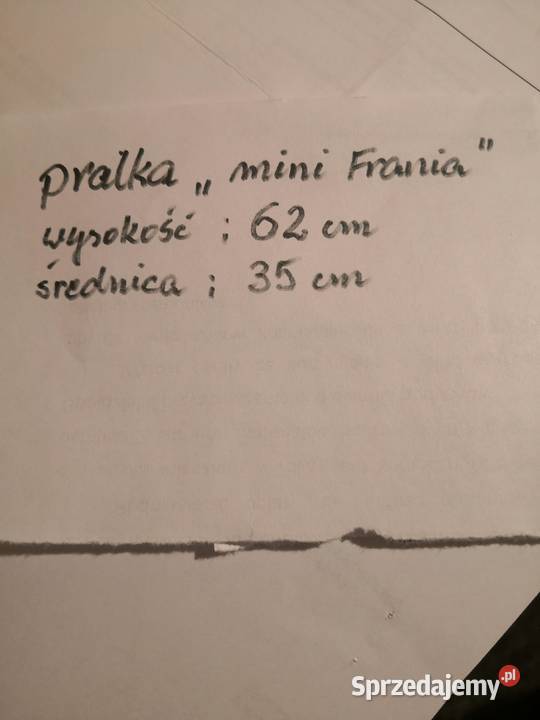 pralka „mini Frania"
wysokość : 62 cm
średnica : 35 cm
Sprzedajemy.pl